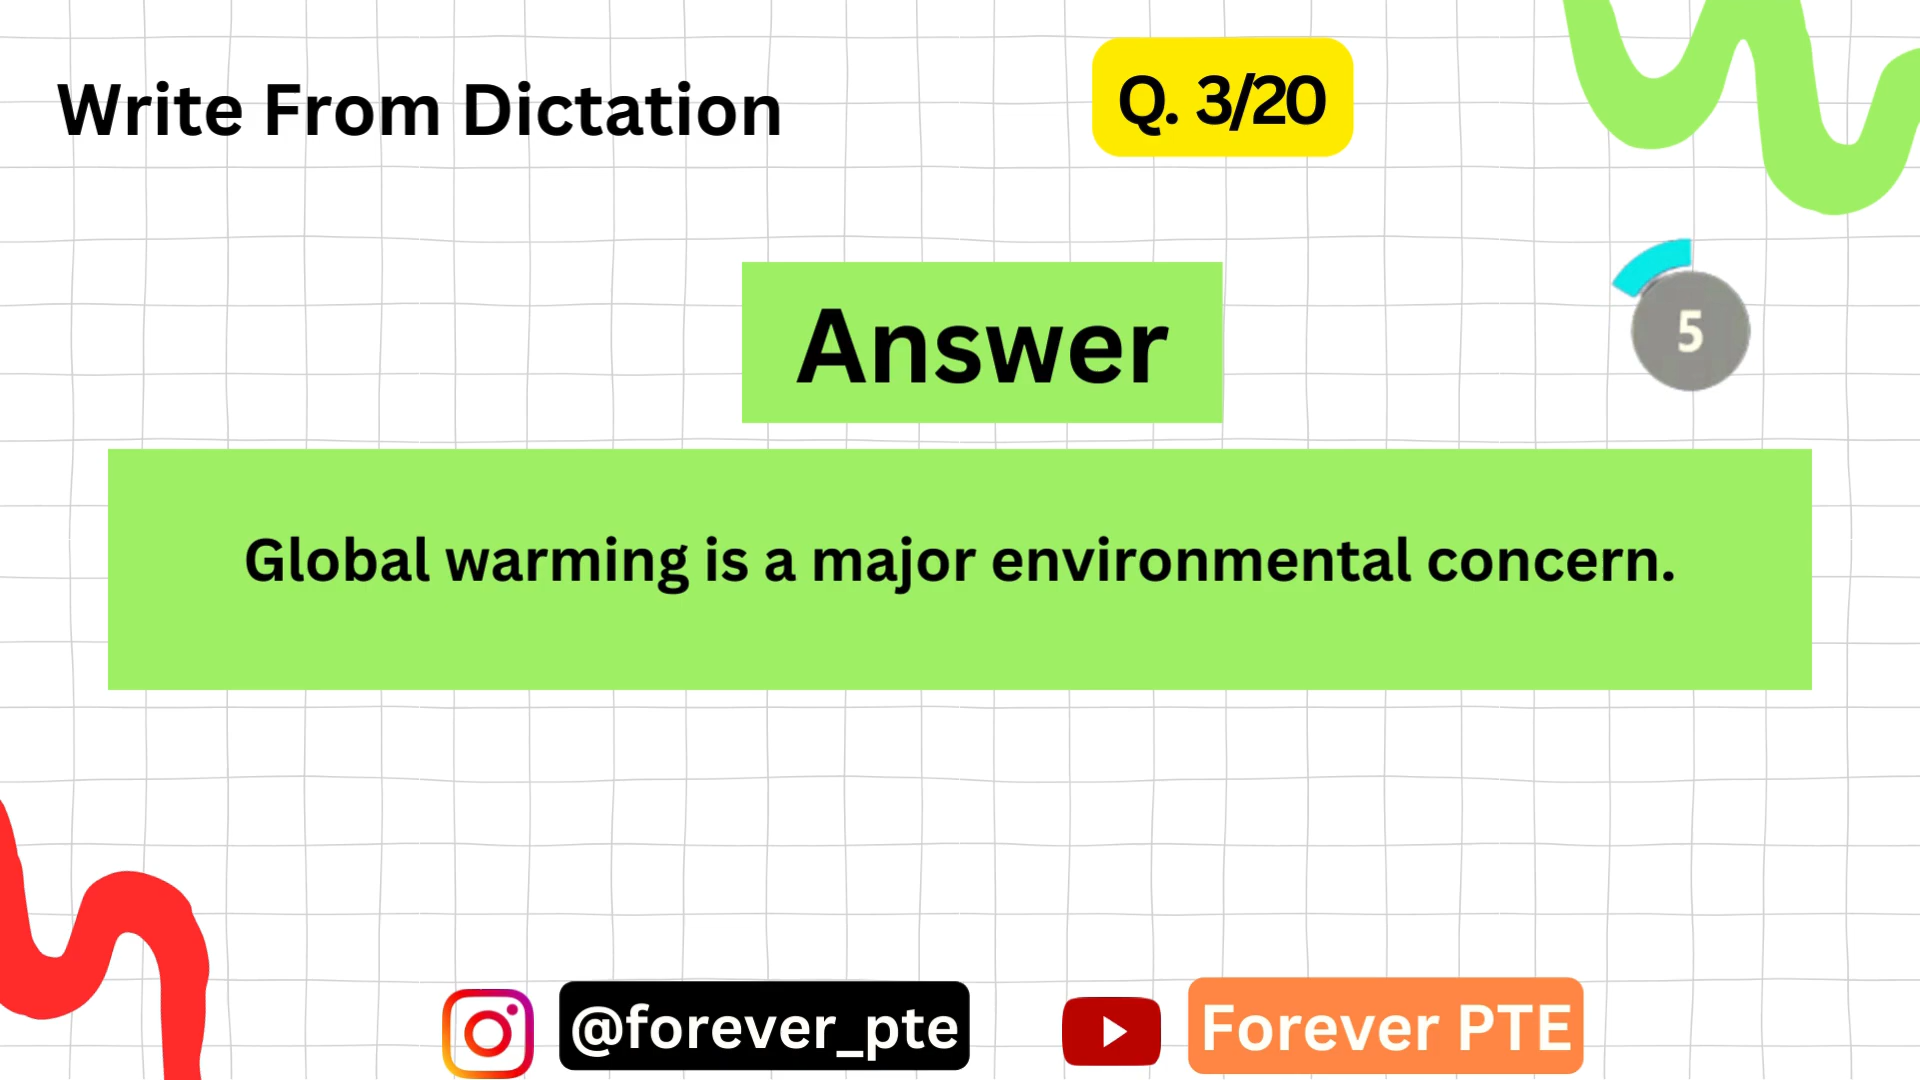 Write From Dictation
Q. 3/20
Answer
5
Global warming is a major environmental concern.
@forever_pte
Forever PTE